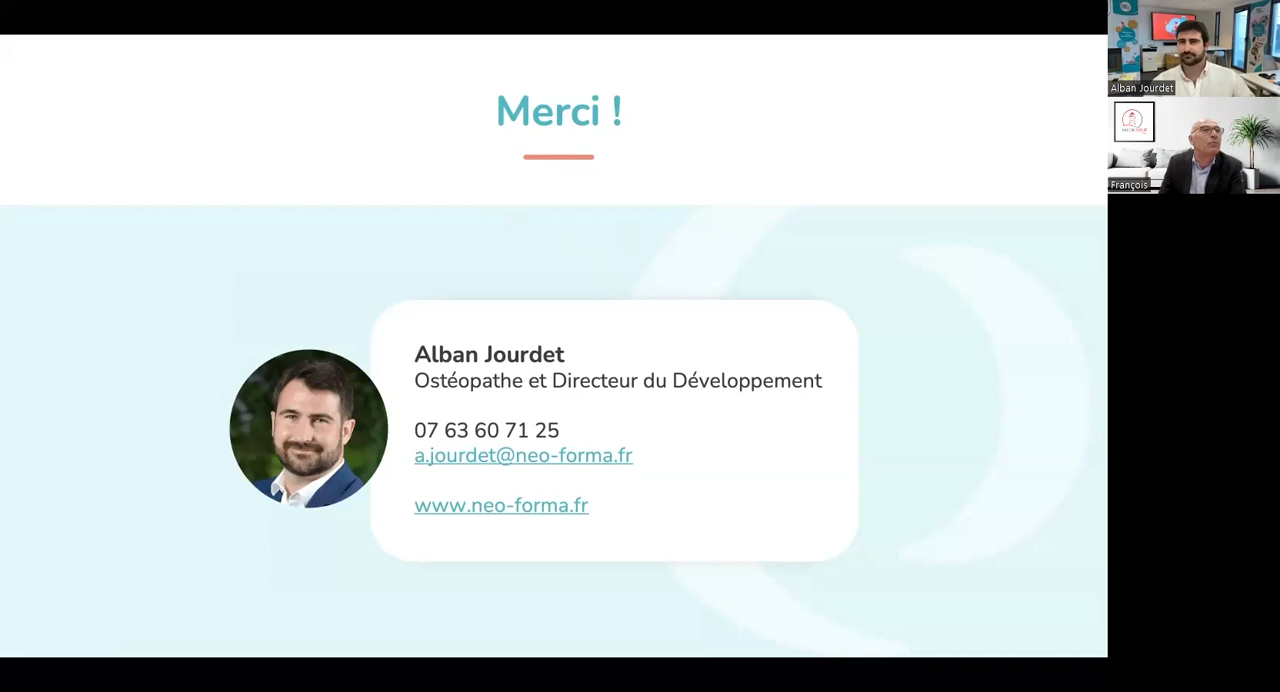 Merci !
Alban Jourdet
Ostéopathe et Directeur du Développement
07 63 60 71 25
a.jourdet@neo-forma.fr
www.neo-forma.fr
Alban Jourdet
François